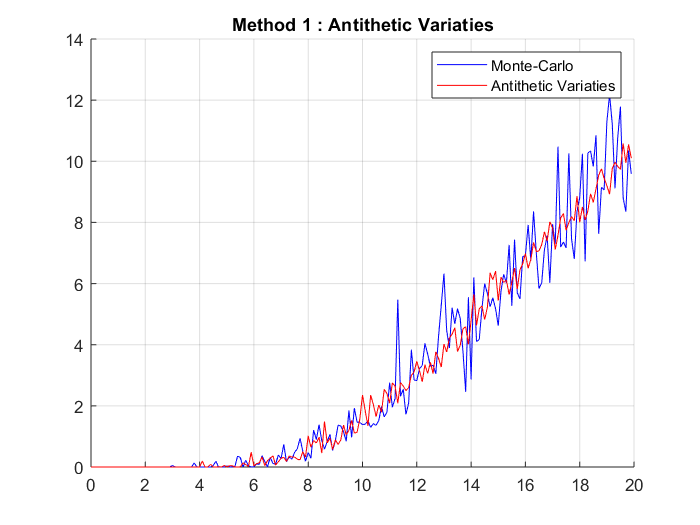 Method 1 : Antithetic Variaties
Monte-Carlo
Antithetic Variaties
14
12
10
8
6
4
2
0
0 2 4 6 8 10 12 14 16 18 20